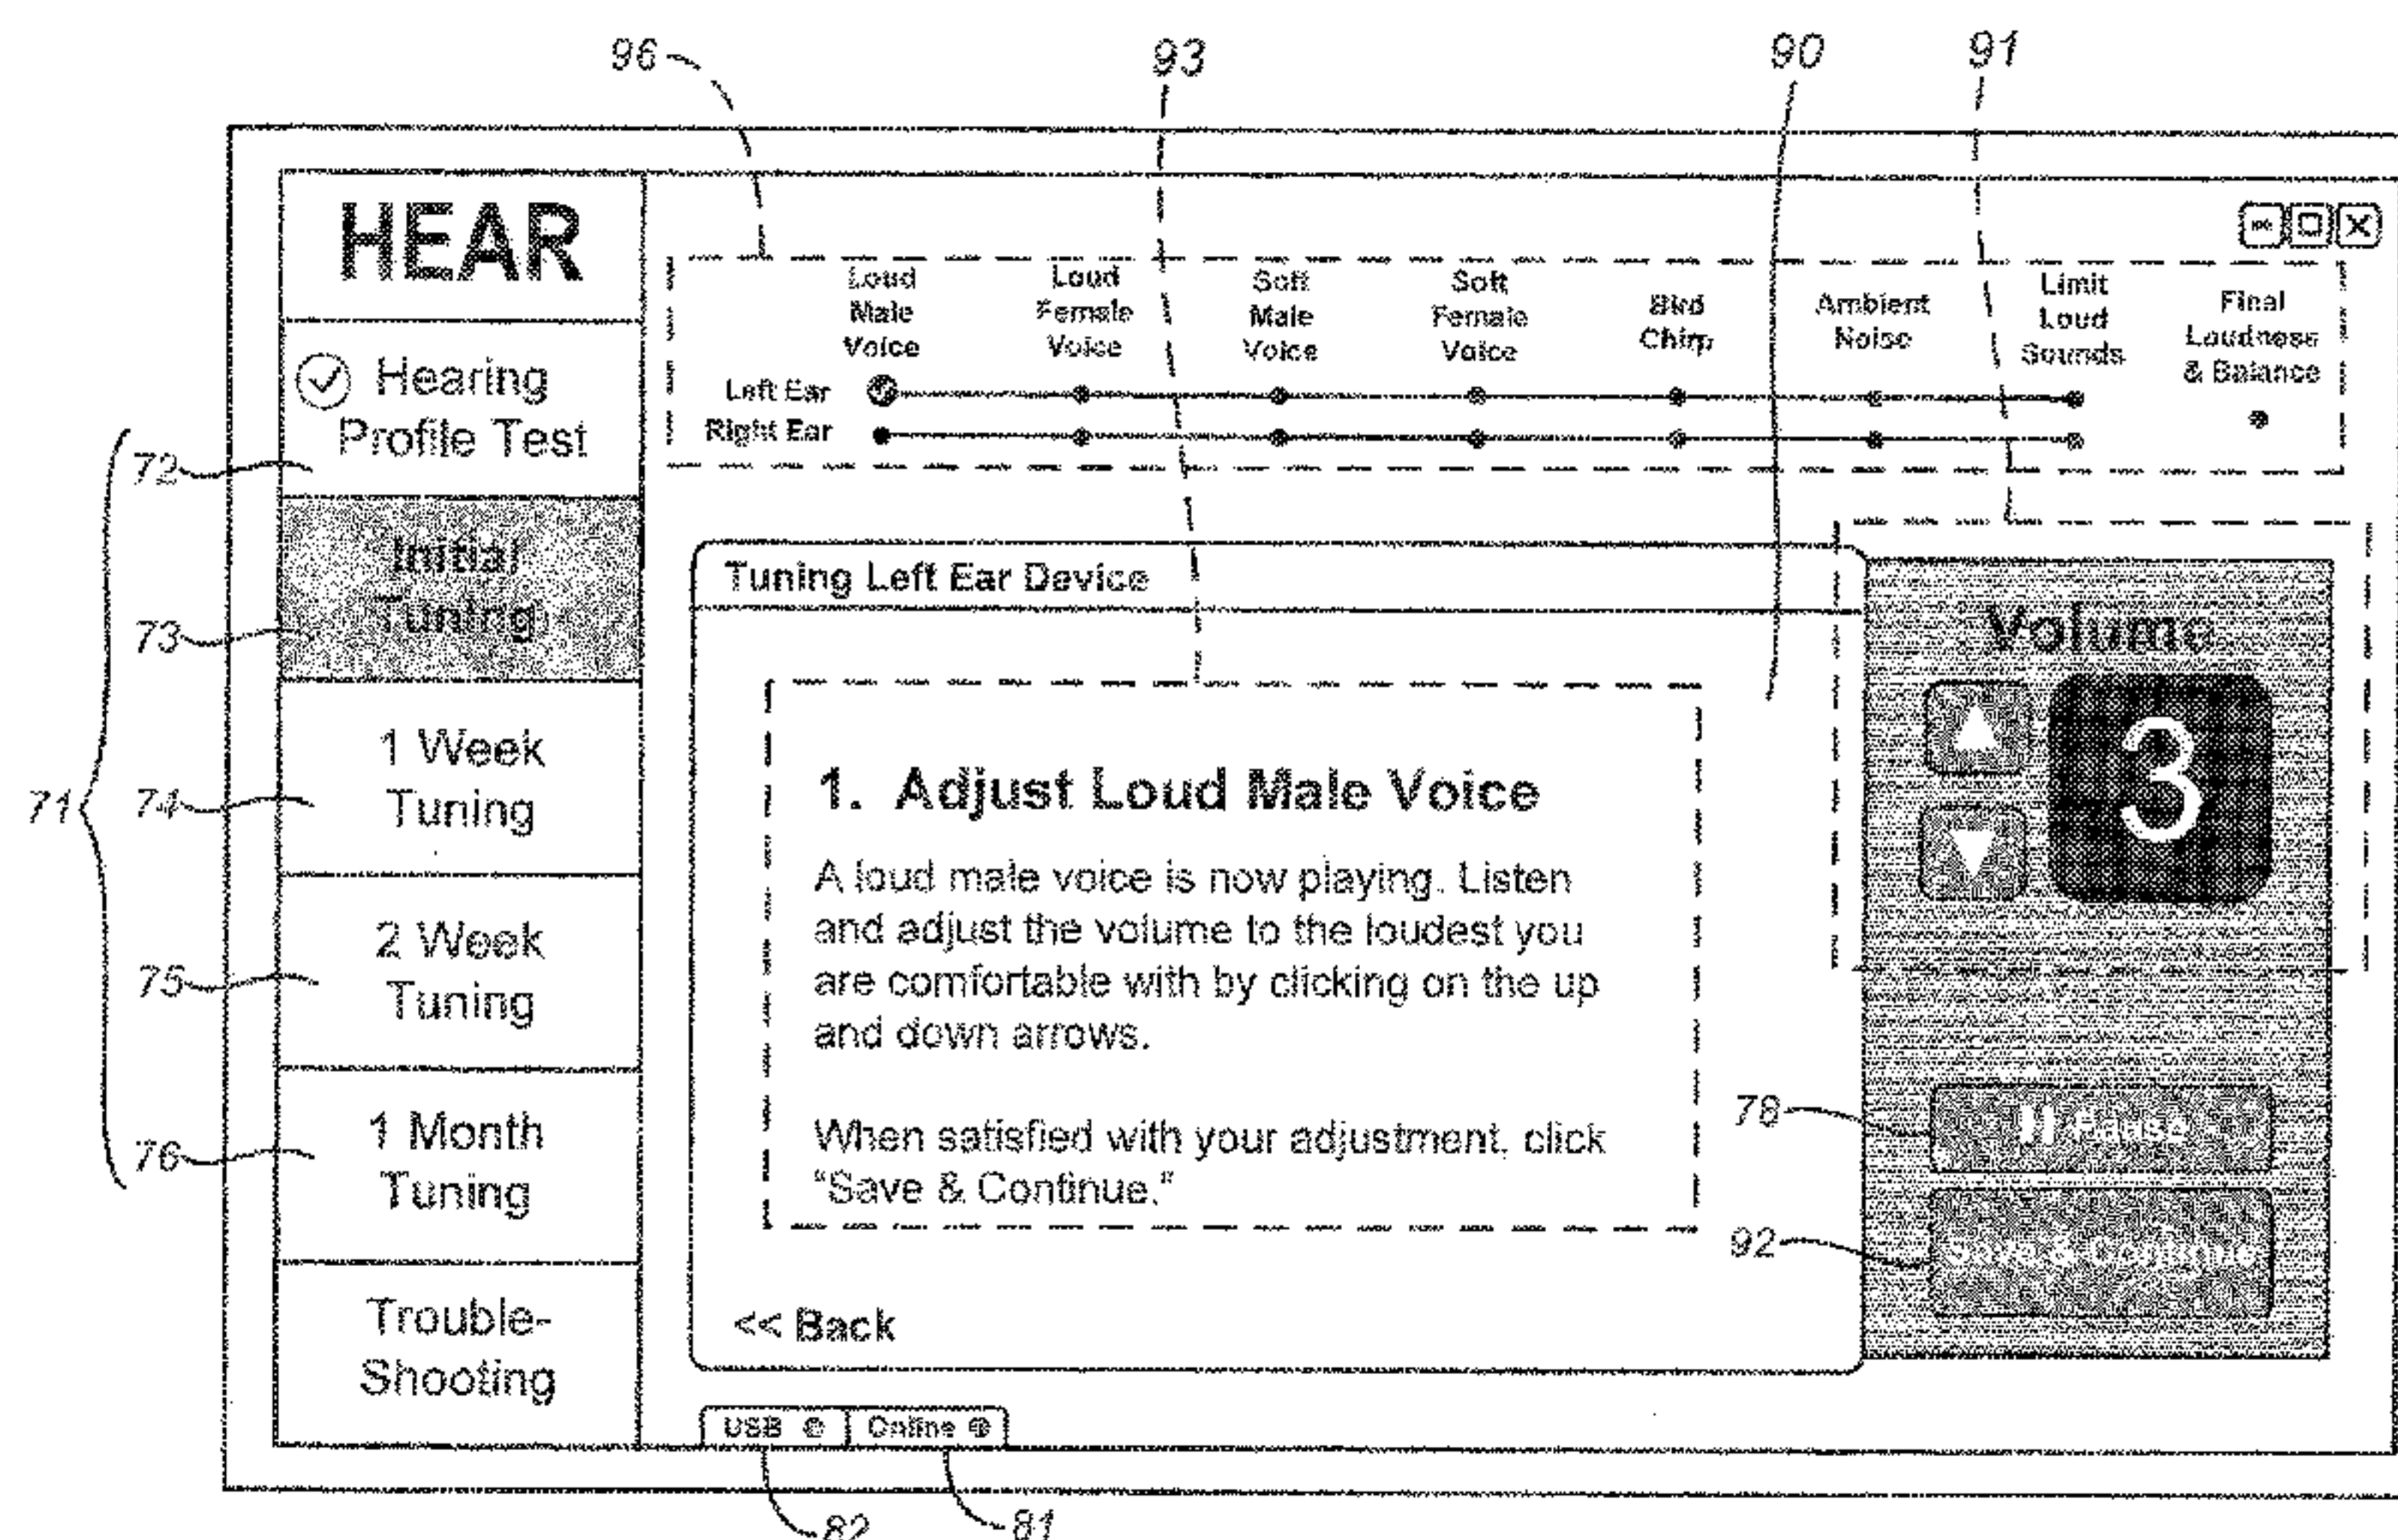 96
93
90
91
HEAR
Hearing
Profile Test
Initial
Tuning
1 Week
Tuning
2 Week
Tuning
1 Month
Tuning
Trouble-
Shooting
71
72
73
74
75
76
Loud
Male
Voice
Loud
Female
Voice
Soft
Male
Voice
Soft
Female
Voice
Bird
Chirp
Ambient
Noise
Limit
Loud
Sounds
Final
Loudness
& Balance
Left Ear
Right Ear
Tuning Left Ear Device
1. Adjust Loud Male Voice
A loud male voice is now playing. Listen
and adjust the volume to the loudest you
are comfortable with by clicking on the up
and down arrows.
When satisfied with your adjustment, click
“Save & Continue.”
<< Back
Volume
3
78
Pause
92
Save & Continue
USB
Online
82
81